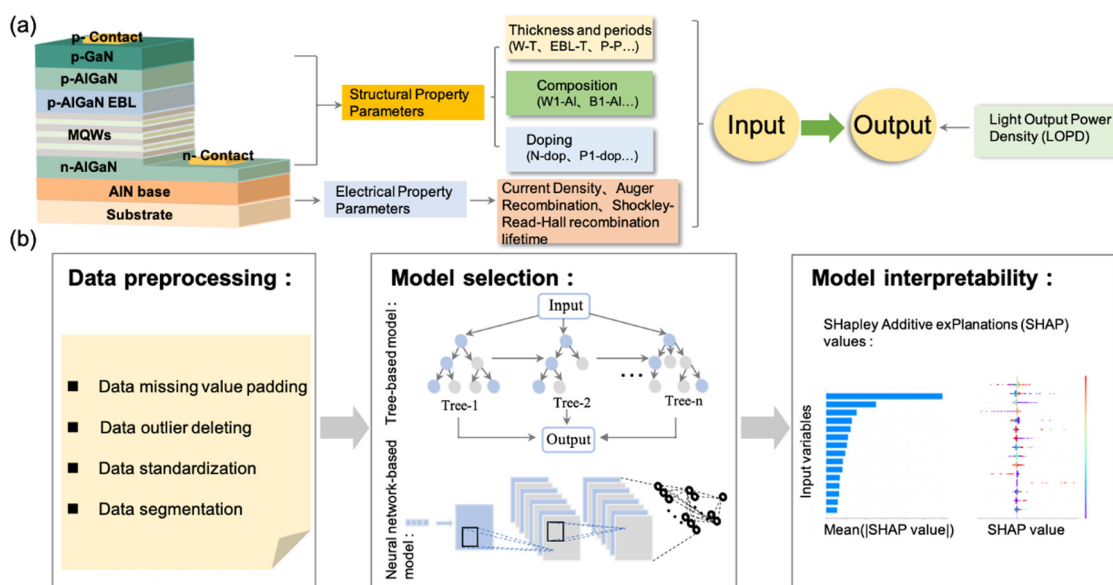 (a)
p- Contact
p-GaN
p-AlGaN
p-AlGaN EBL
MQWs
n- Contact
n-AlGaN
AlN base
Substrate
Structural Property
Parameters
Electrical Property
Parameters
Thickness and periods
(W-T、EBL-T、P-P…)
Composition
(W1-Al、B1-Al…)
Doping
(N-dop、P1-dop…)
Current Density、Auger
Recombination、Shockley-
Read-Hall recombination
lifetime
Input
Output
Light Output Power
Density (LOPD)
(b)
Data preprocessing :
■ Data missing value padding
■ Data outlier deleting
■ Data standardization
■ Data segmentation
Model selection :
Tree-based model :
Input
Tree-1
Tree-2
Tree-n
Output
Neural network-based
model :
Model interpretability :
SHapley Additive exPlanations (SHAP)
values :
Input variables
Mean(|SHAP value|)
SHAP value